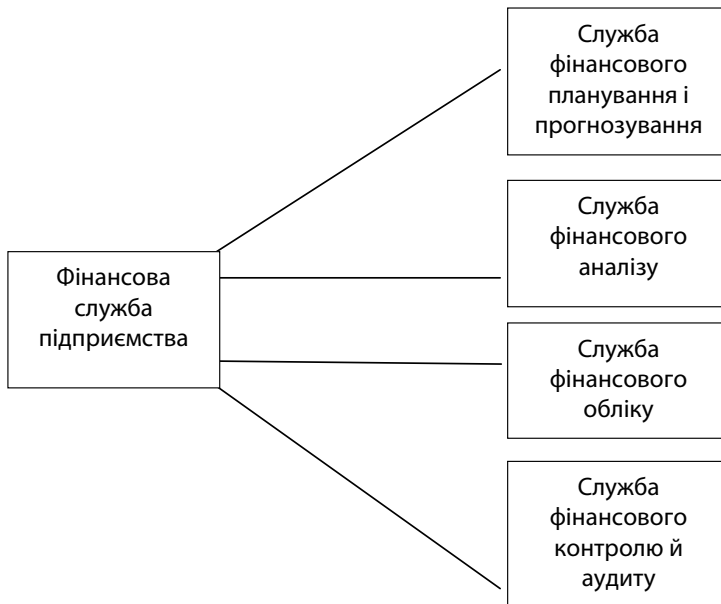 Служба
фінансового
планування і
прогнозування
Служба
фінансового
аналізу
Фінансова
служба
підприємства
Служба
фінансового
обліку
Служба
фінансового
контролю й
аудиту